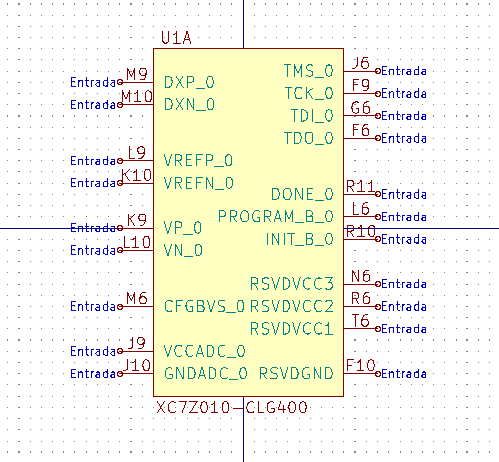 U1A
Entrada M9 DXP_0
Entrada M10 DXN_0
Entrada L9 VREFP_0
Entrada K10 VREFN_0
Entrada K9 VP_0
Entrada L10 VN_0
Entrada M6 CFGBVS_0
Entrada J9 VCCADC_0
Entrada J10 GNDADC_0
TMS_0 J6 Entrada
TCK_0 F9 Entrada
TDI_0 G6 Entrada
TDO_0 F6 Entrada
DONE_0 R11 Entrada
PROGRAM_B_0 L6 Entrada
INIT_B_0 R10 Entrada
RSVDVCC3 N6 Entrada
RSVDVCC2 R6 Entrada
RSVDVCC1 T6 Entrada
RSVDGND F10 Entrada
XC7Z010-CLG400